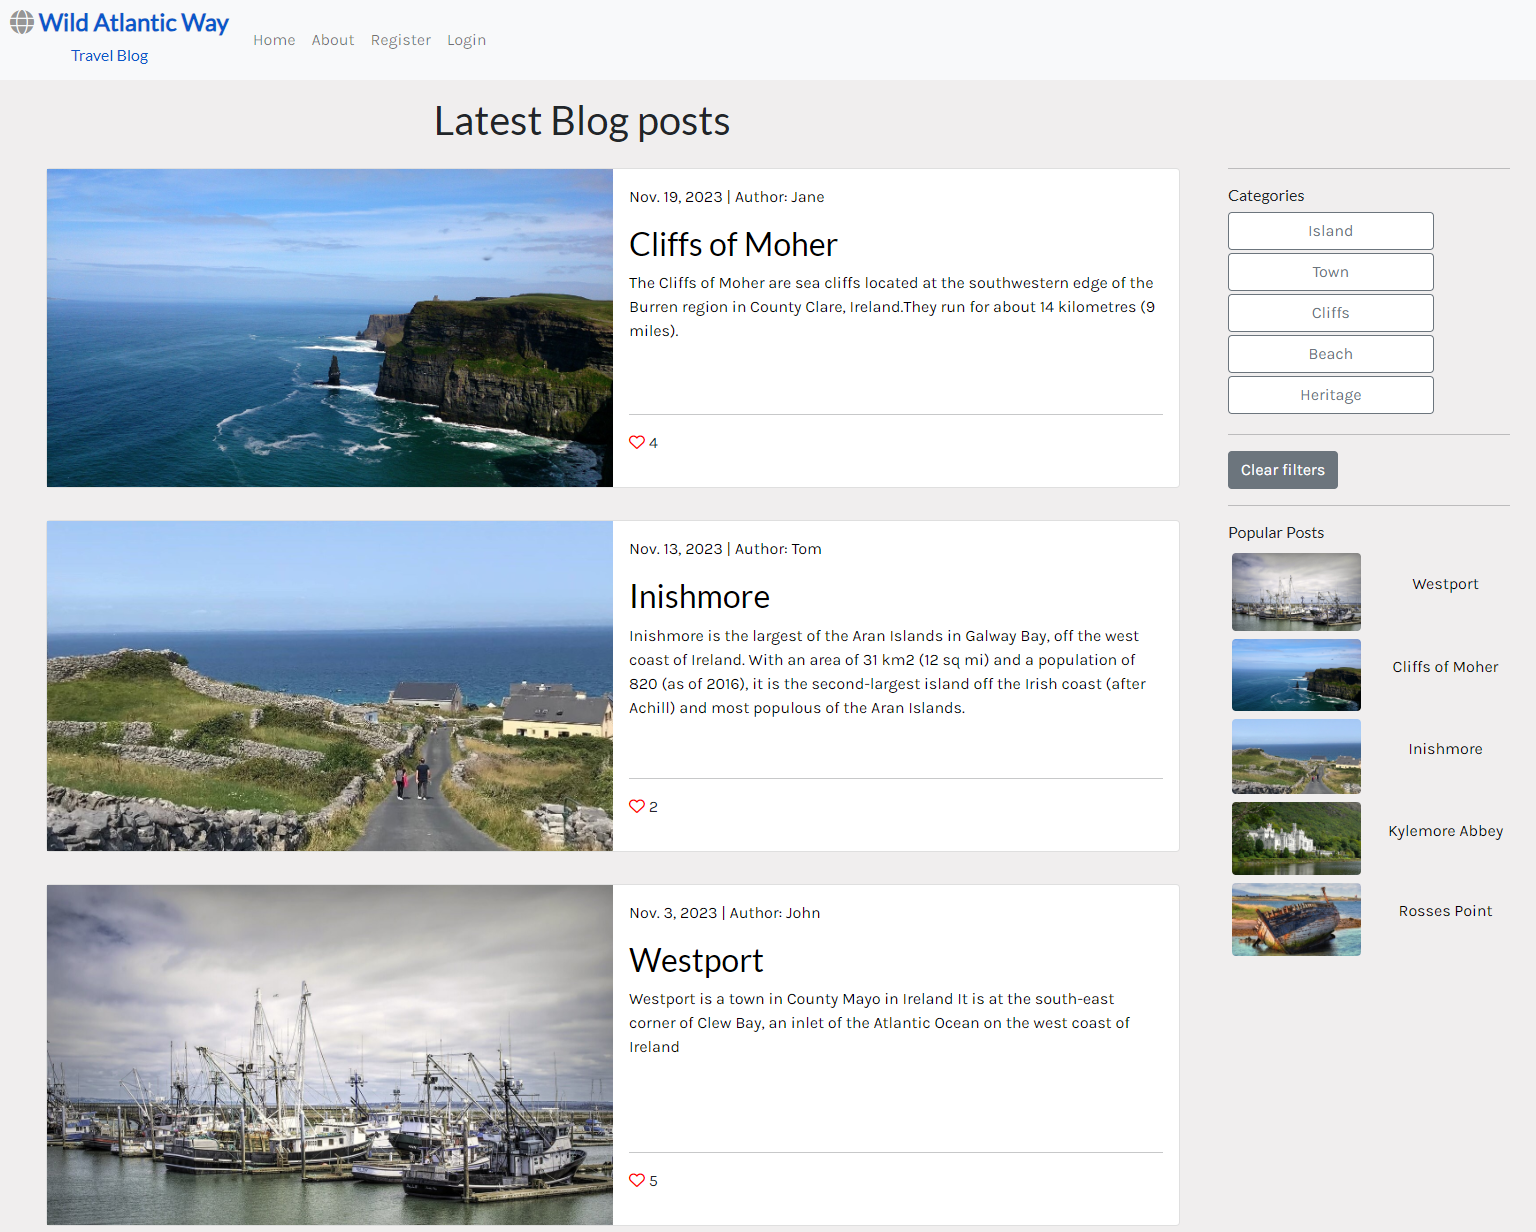 Wild Atlantic Way
Travel Blog
Home About Register Login
Latest Blog posts
Nov. 19, 2023 | Author: Jane
Cliffs of Moher
The Cliffs of Moher are sea cliffs located at the southwestern edge of the
Burren region in County Clare, Ireland.They run for about 14 kilometres (9
miles).
4
Nov. 13, 2023 | Author: Tom
Inishmore
Inishmore is the largest of the Aran Islands in Galway Bay, off the west
coast of Ireland. With an area of 31 km2 (12 sq mi) and a population of
820 (as of 2016), it is the second-largest island off the Irish coast (after
Achill) and most populous of the Aran Islands.
2
Nov. 3, 2023 | Author: John
Westport
Westport is a town in County Mayo in Ireland It is at the south-east
corner of Clew Bay, an inlet of the Atlantic Ocean on the west coast of
Ireland
5
Categories
Island
Town
Cliffs
Beach
Heritage
Clear filters
Popular Posts
Westport
Cliffs of Moher
Inishmore
Kylemore Abbey
Rosses Point